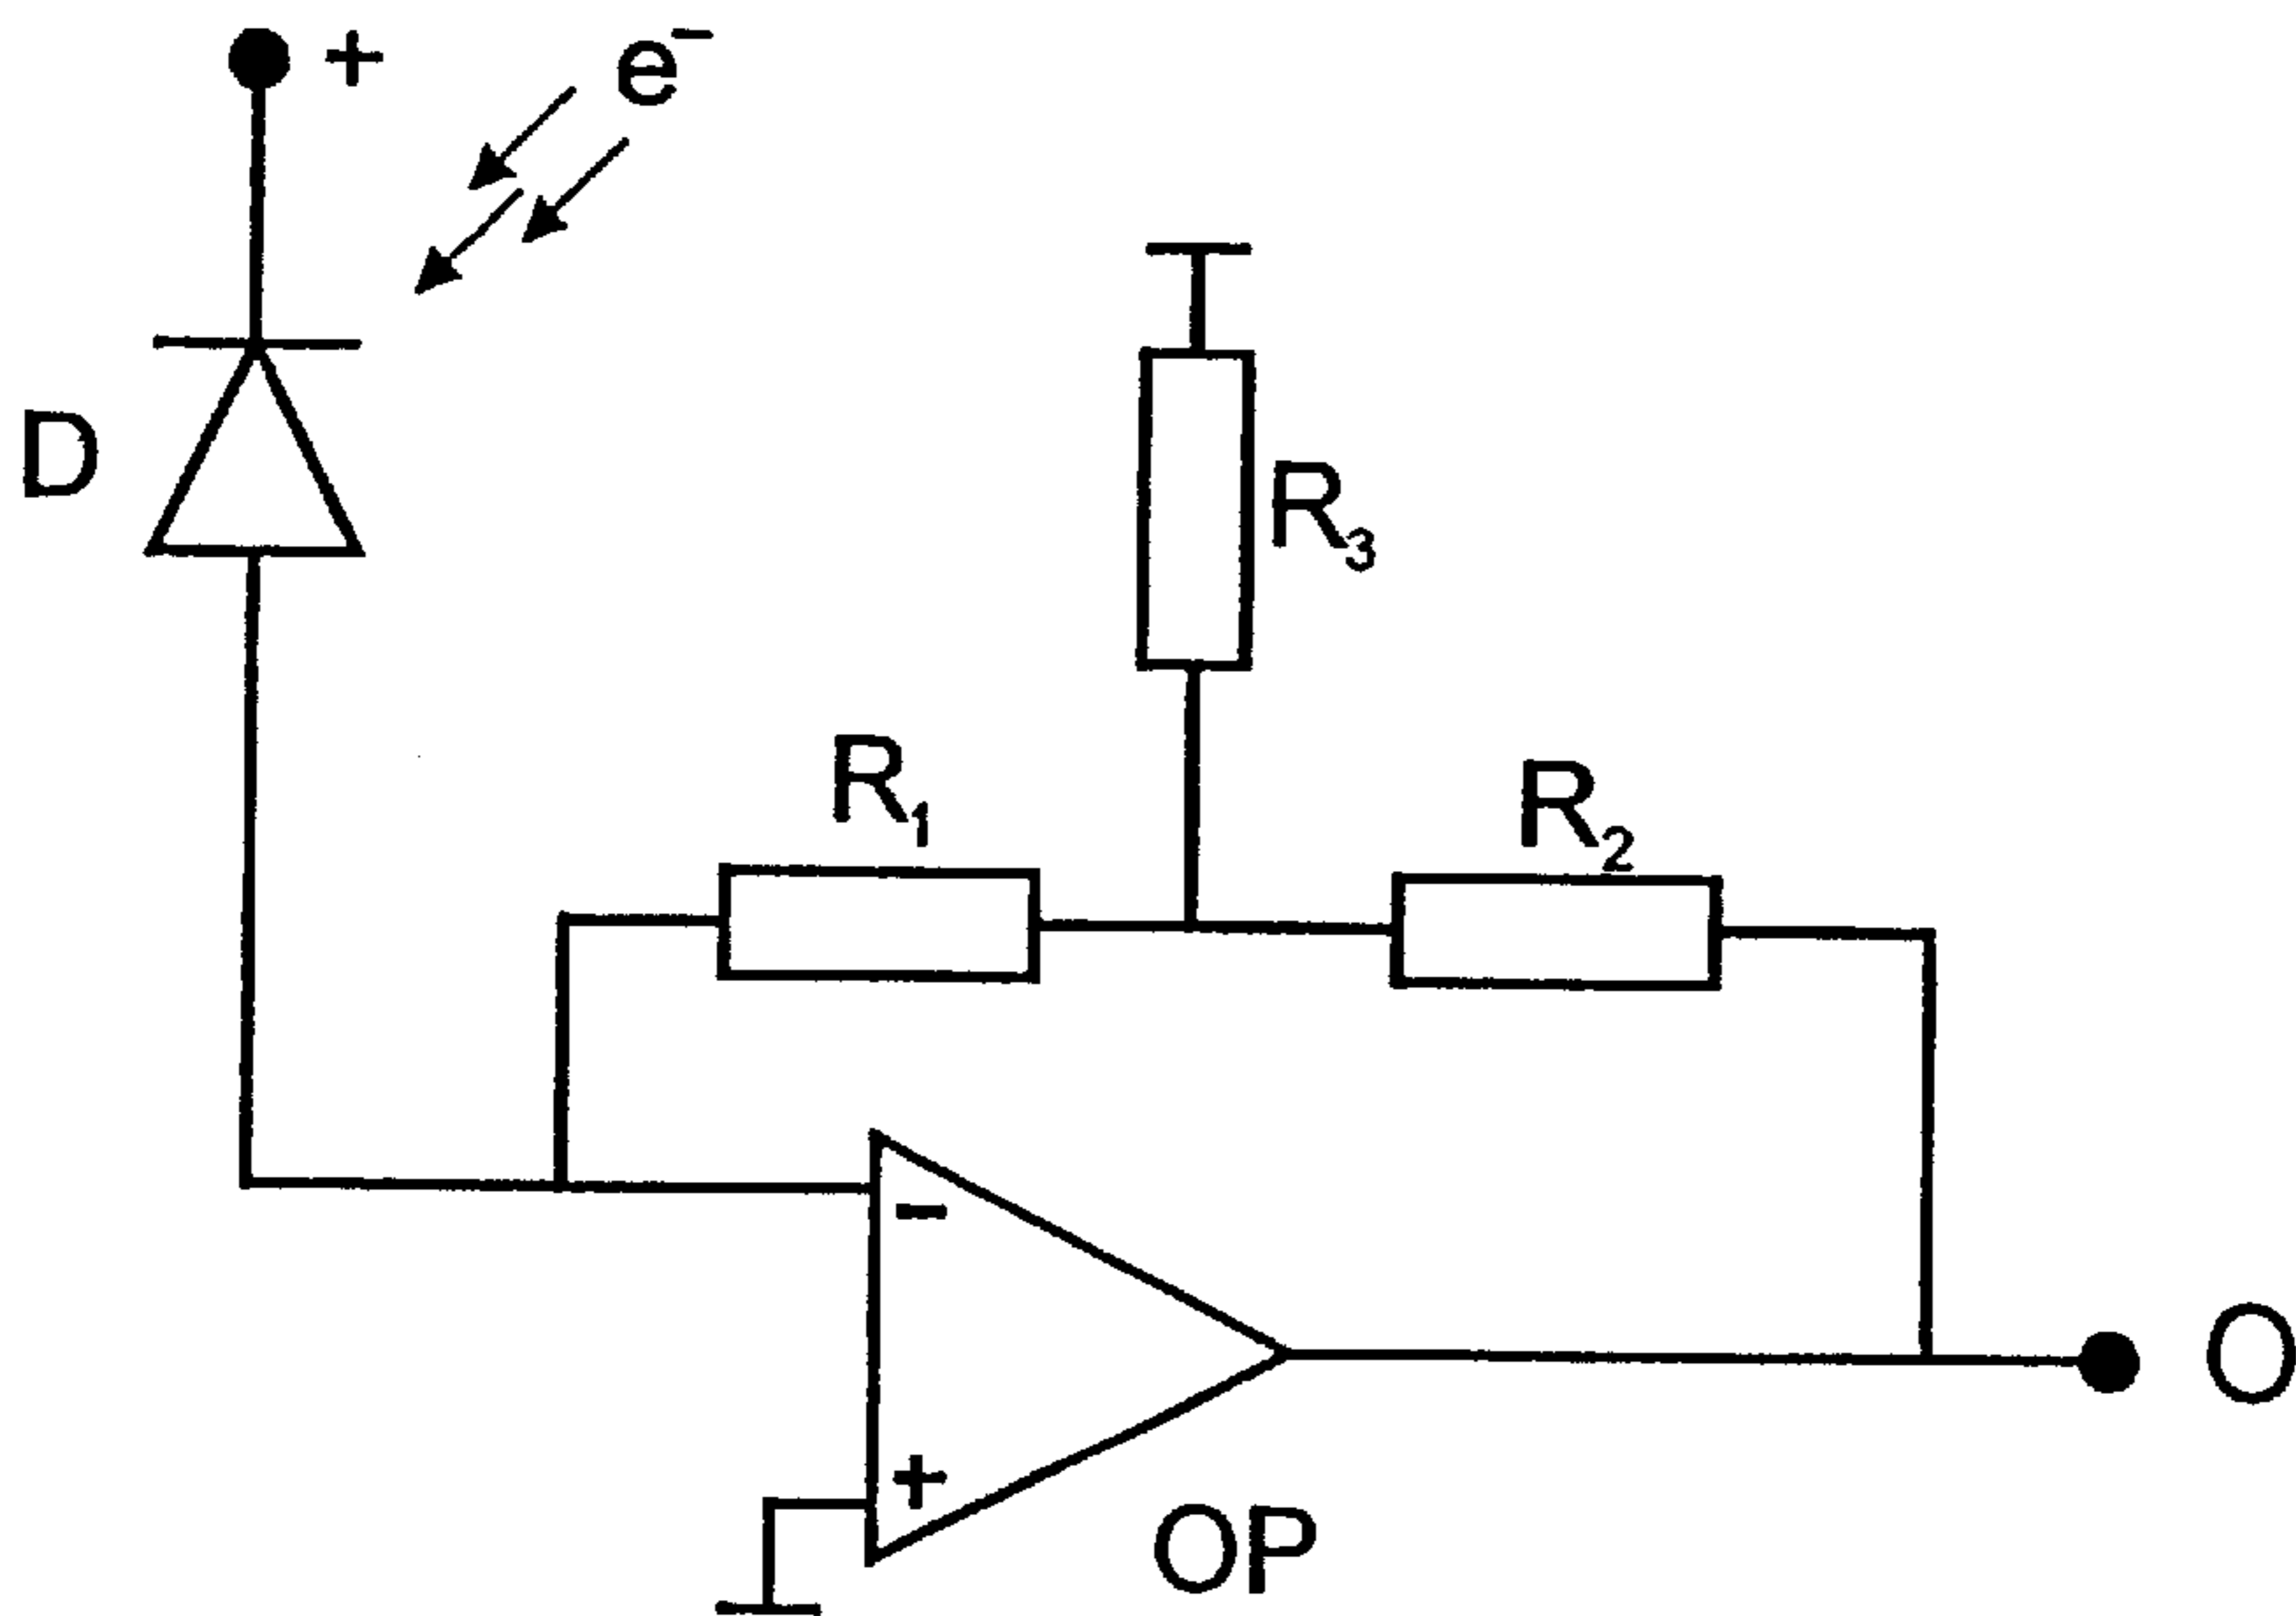 +
e⁻
D
R₃
R₁
R₂
−
+
OP
O